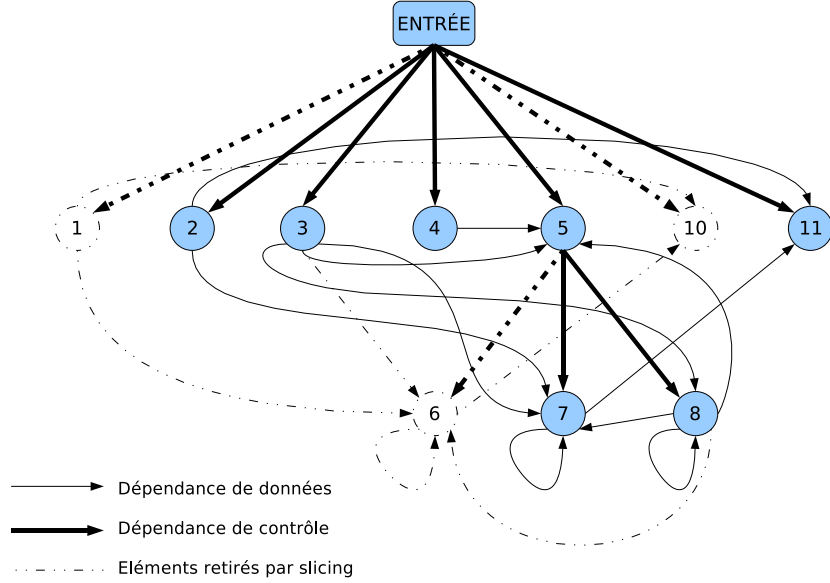 ENTRÉE
1
2
3
4
5
10
11
6
7
8
Dépendance de données
Dépendance de contrôle
Eléments retirés par slicing